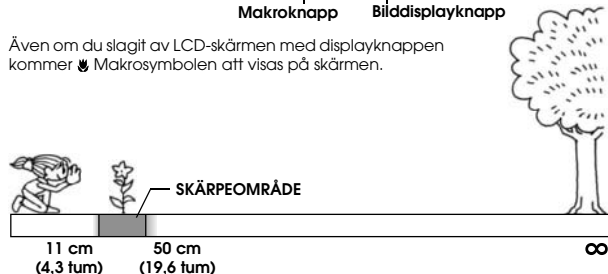 Makroknapp Bilddisplayknapp
Även om du slagit av LCD-skärmen med displayknappen
kommer Makrosymbolen att visas på skärmen.
SKÄRPEOMRÅDE
11 cm 50 cm ∞
(4,3 tum) (19,6 tum)